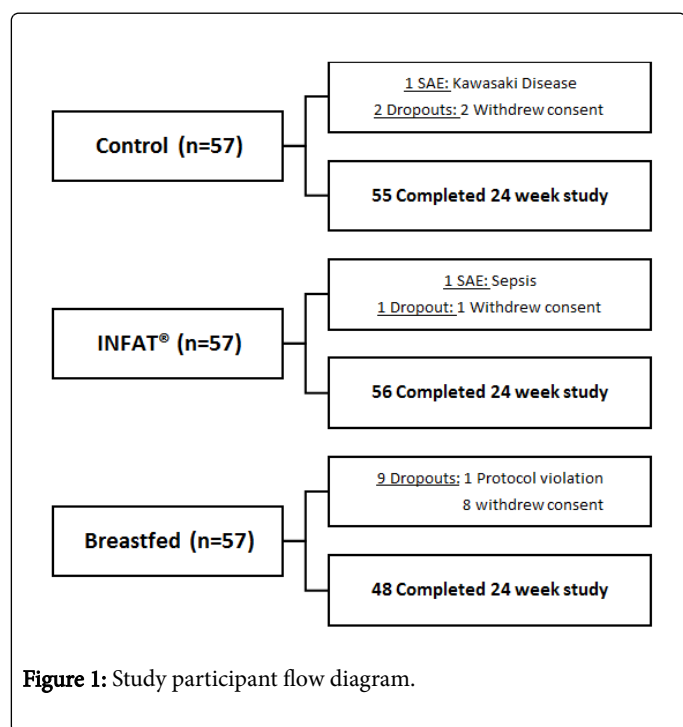 1 SAE: Kawasaki Disease
2 Dropouts: 2 Withdrew consent
Control (n=57)
55 Completed 24 week study
1 SAE: Sepsis
1 Dropout: 1 Withdrew consent
INFAT® (n=57)
56 Completed 24 week study
9 Dropouts: 1 Protocol violation
8 withdrew consent
Breastfed (n=57)
48 Completed 24 week study
Figure 1: Study participant flow diagram.